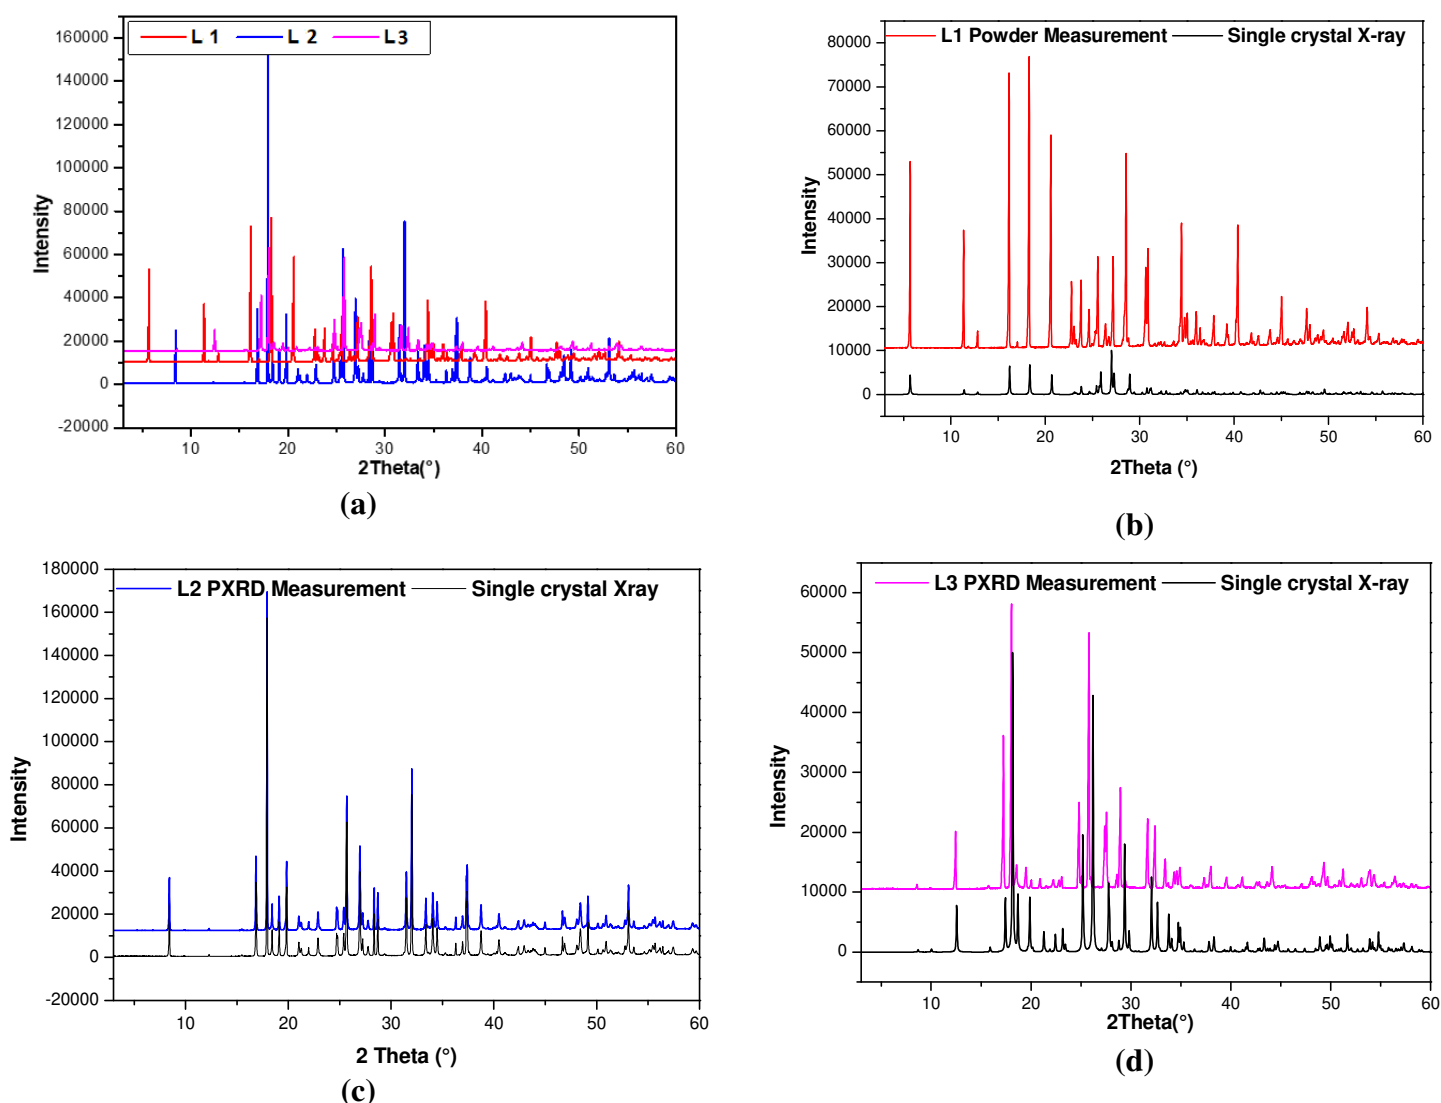 L 1 L 2 L3
160000
140000
120000
100000
80000
60000
40000
20000
0
-20000
Intensity
10 20 30 40 50 60
2Theta(°)
(a)
L1 Powder Measurement Single crystal X-ray
80000
70000
60000
50000
40000
30000
20000
10000
0
Intensity
10 20 30 40 50 60
2Theta (°)
(b)
180000
L2 PXRD Measurement Single crystal Xray
160000
140000
120000
100000
80000
60000
40000
20000
0
-20000
Intensity
10 20 30 40 50 60
2 Theta (°)
(c)
L3 PXRD Measurement Single crystal X-ray
60000
50000
40000
30000
20000
10000
0
Intensity
10 20 30 40 50 60
2Theta(°)
(d)